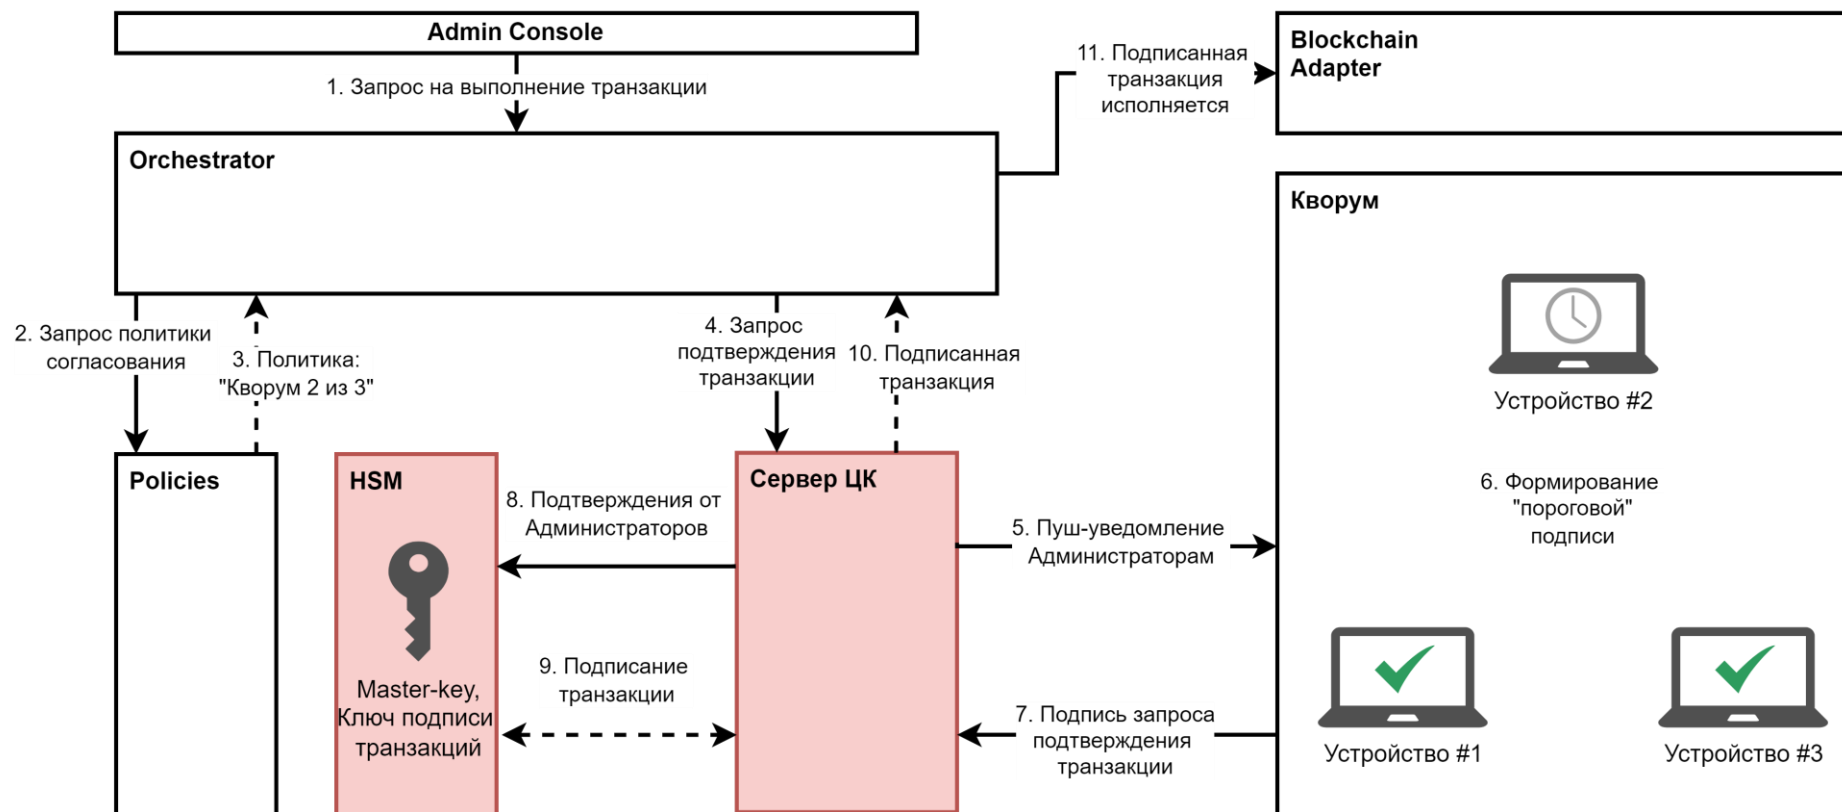 Admin Console
1. Запрос на выполнение транзакции
Orchestrator
11. Подписанная
транзакция
исполняется
Blockchain
Adapter
Кворум
2. Запрос политики
согласования
3. Политика:
"Кворум 2 из 3"
4. Запрос
подтверждения
транзакции
10. Подписанная
транзакция
Устройство #2
Policies
HSM
8. Подтверждения от
Администраторов
Сервер ЦК
5. Пуш-уведомление
Администраторам
6. Формирование
"пороговой"
подписи
Master-key,
Ключ подписи
транзакций
9. Подписание
транзакции
7. Подпись запроса
подтверждения
транзакции
Устройство #1
Устройство #3